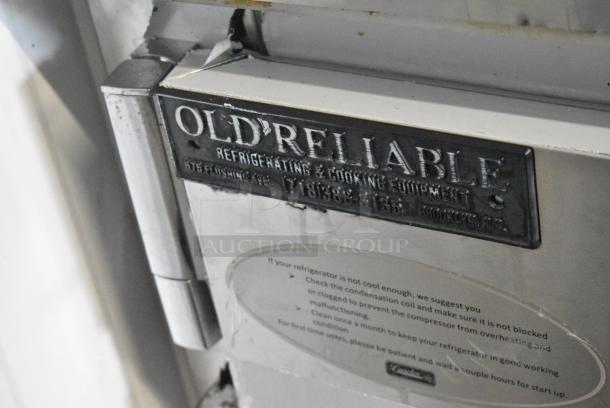 OLD RELIABLE
REFRIGERATING & COOKING EQUIPMENT
FLUSHING AVE. BROOKLYN,
AUCTION GROUP
If your refrigerator is not cool enough, we suggest you
➤ Check the condensation coil and make sure it is not blocked
or clogged to prevent the compressor from overheating and
malfunctioning.
➤ Clean once a month to keep your refrigerator in good working
condition
For first time users, please be patient and wait a couple hours for start up.